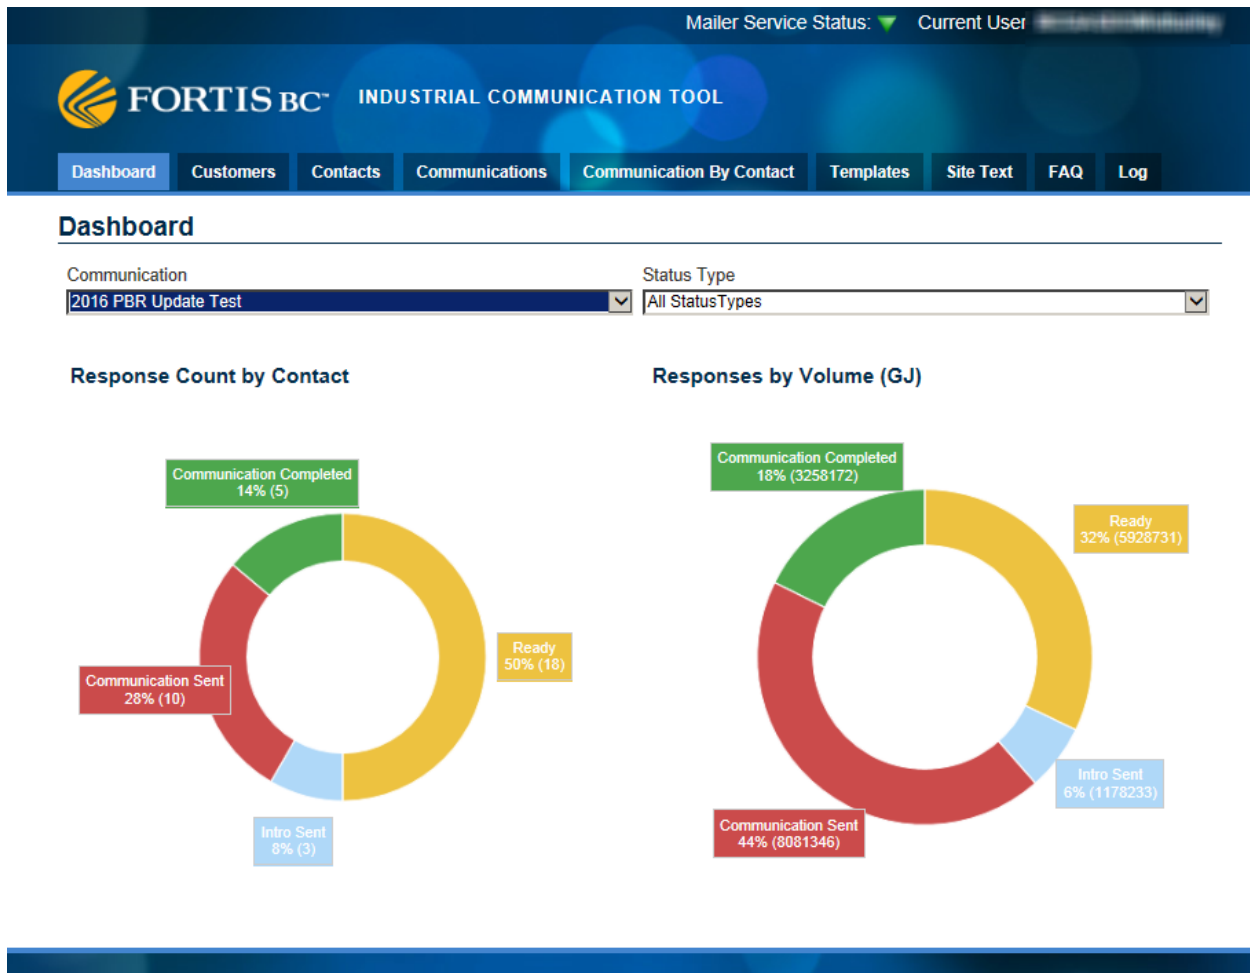 Mailer Service Status: Current User
FORTIS BC™ INDUSTRIAL COMMUNICATION TOOL
Dashboard Customers Contacts Communications Communication By Contact Templates Site Text FAQ Log
Dashboard
Communication Status Type
2016 PBR Update Test All StatusTypes
Response Count by Contact Responses by Volume (GJ)
Communication Completed
14% (5)
Ready
50% (18)
Communication Sent
28% (10)
Intro Sent
8% (3)
Communication Completed
18% (3258172)
Ready
32% (5928731)
Intro Sent
6% (1178233)
Communication Sent
44% (8081346)